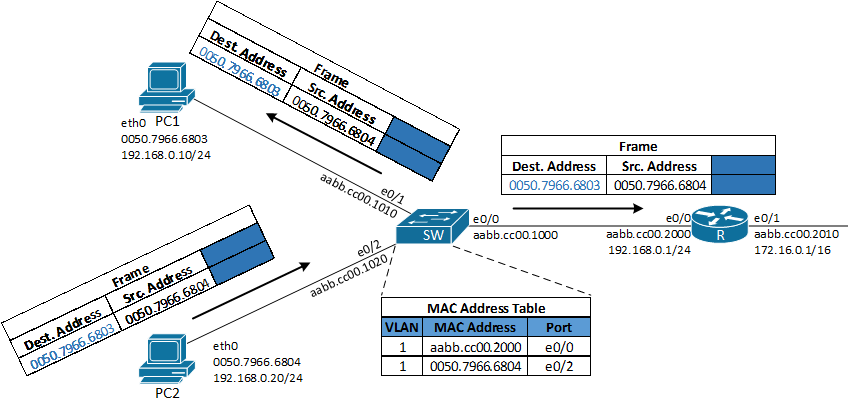 Frame
Dest. Address Src. Address
0050.7966.6803 0050.7966.6804
PC1
eth0
0050.7966.6803
192.168.0.10/24
e0/1
aabb.cc00.1010
Frame
Dest. Address Src. Address
0050.7966.6803 0050.7966.6804
e0/0
aabb.cc00.1000
SW
e0/0
aabb.cc00.2000
192.168.0.1/24
R
e0/1
aabb.cc00.2010
172.16.0.1/16
e0/2
aabb.cc00.1020
Frame
Dest. Address Src. Address
0050.7966.6803 0050.7966.6804
PC2
eth0
0050.7966.6804
192.168.0.20/24
MAC Address Table
VLAN MAC Address Port
1 aabb.cc00.2000 e0/0
1 0050.7966.6804 e0/2